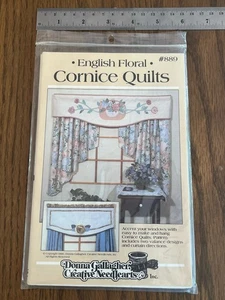 • English Floral •
#889
Cornice Quilts
Accent your windows with
easy to make and hang
Cornice Quilts. Pattern
includes two valance designs
and curtain directions.
Donna Gallagher
Creative Needlearts
Inc.